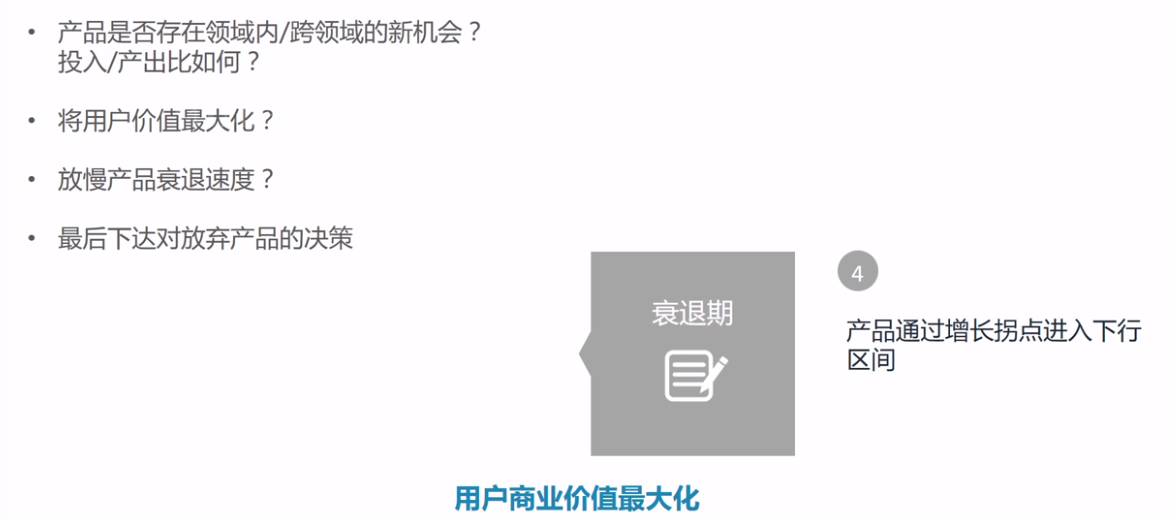 • 产品是否存在领域内/跨领域的新机会？
投入/产出比如何？
• 将用户价值最大化？
• 放慢产品衰退速度？
• 最后下达对放弃产品的决策
衰退期
4
产品通过增长拐点进入下行
区间
用户商业价值最大化